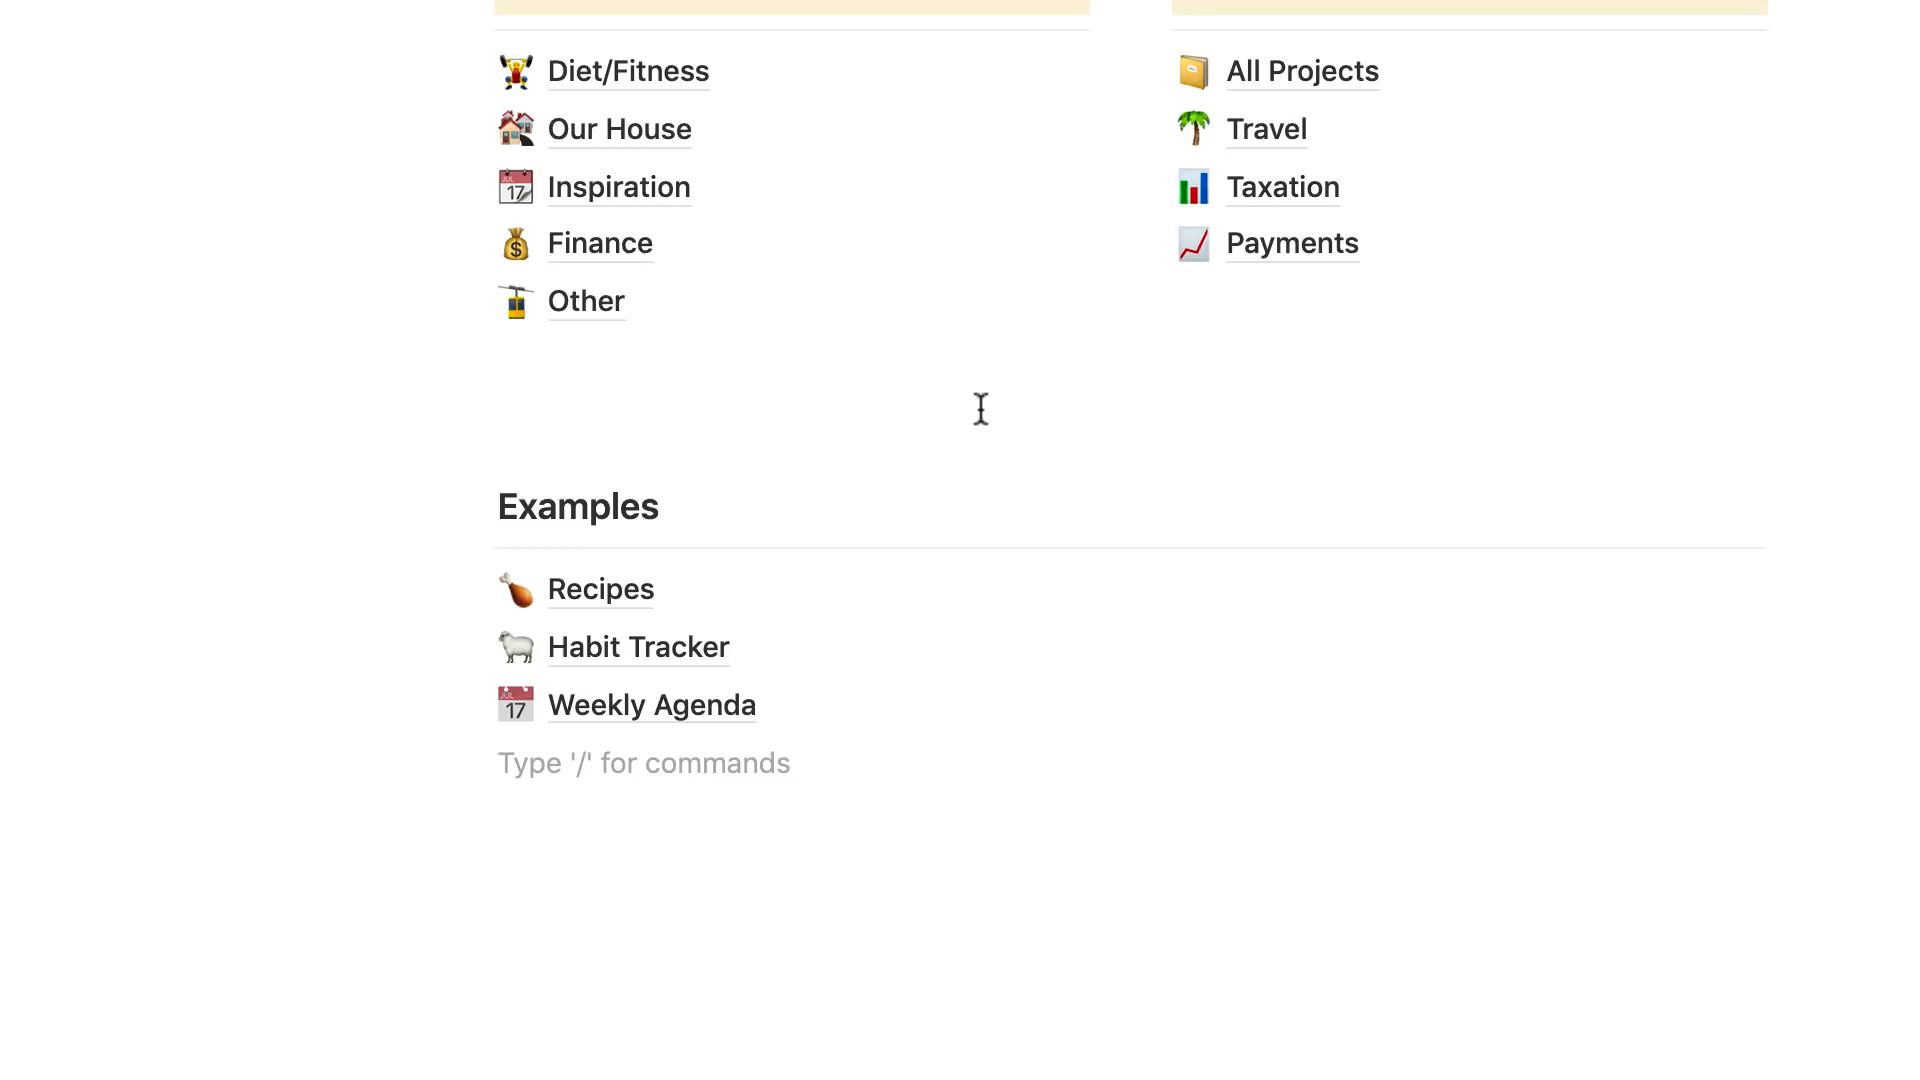 Diet/Fitness
Our House
Inspiration
Finance
Other
All Projects
Travel
Taxation
Payments
Examples
Recipes
Habit Tracker
Weekly Agenda
Type '/' for commands